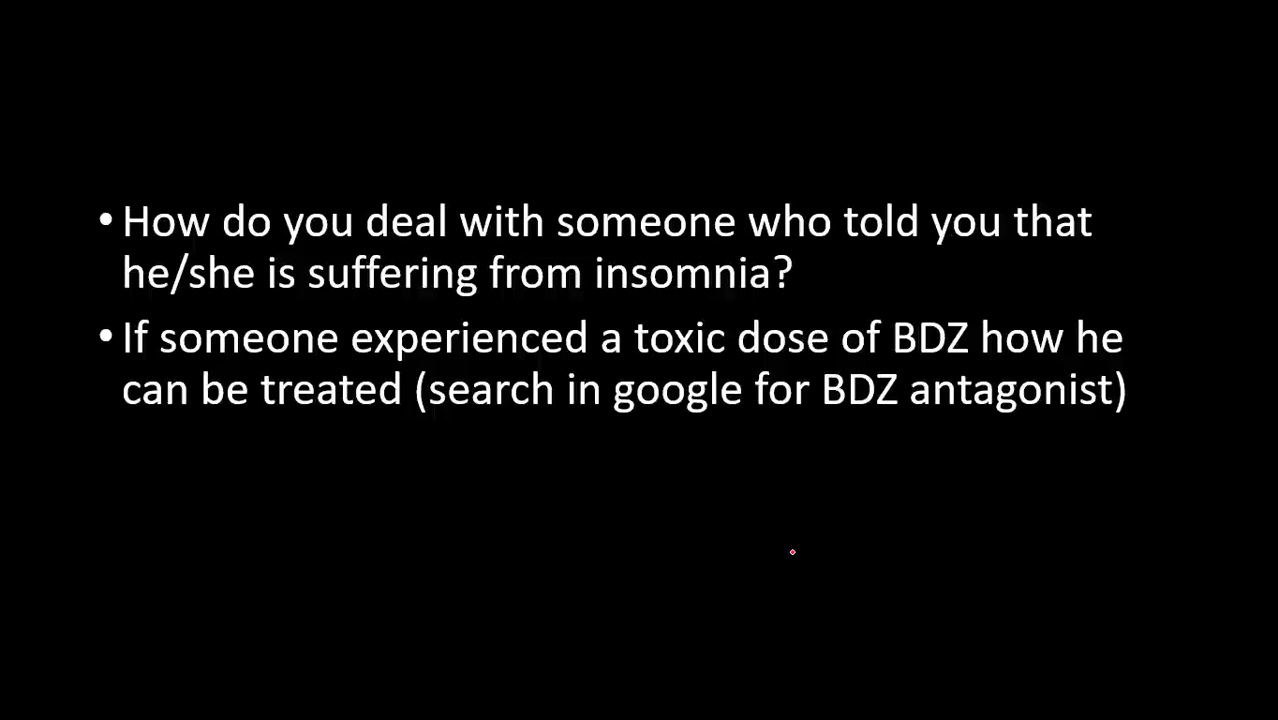 •How do you deal with someone who told you that
he/she is suffering from insomnia?
•If someone experienced a toxic dose of BDZ how he
can be treated (search in google for BDZ antagonist)